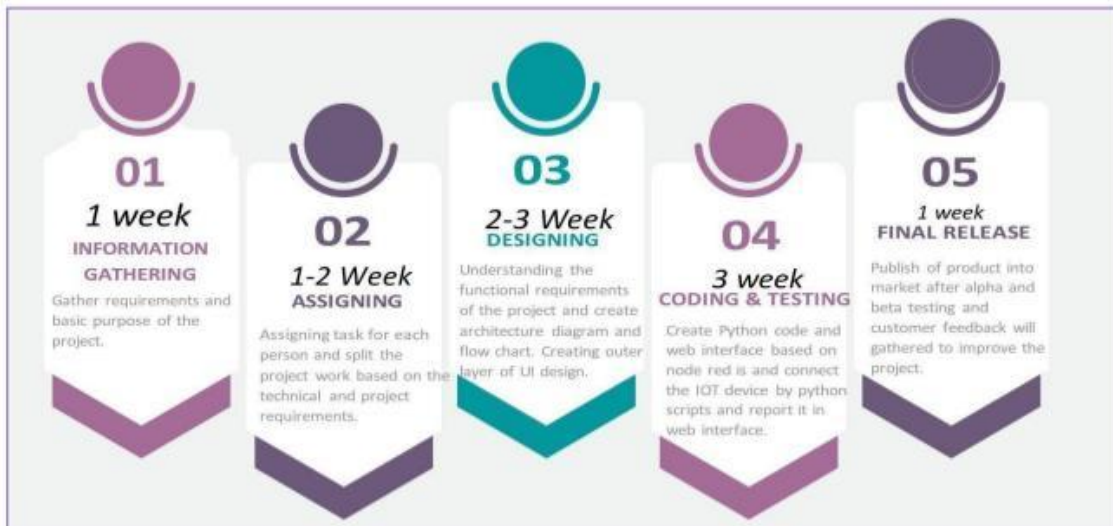 01
1 week
INFORMATION
GATHERING
Gather requirements and
basic purpose of the
project.
02
1-2 Week
ASSIGNING
Assigning task for each
person and split the
project work based on the
technical and project
requirements.
03
2-3 Week
DESIGNING
Understanding the
functional requirements
of the project and create
architecture diagram and
flow chart. Creating outer
layer of UI design.
04
3 week
CODING & TESTING
Create Python code and
web interface based on
node red is and connect
the IOT device by python
scripts and report it in
web interface.
05
1 week
FINAL RELEASE
Publish of product into
market after alpha and
beta testing and
customer feedback will
gathered to improve the
project.